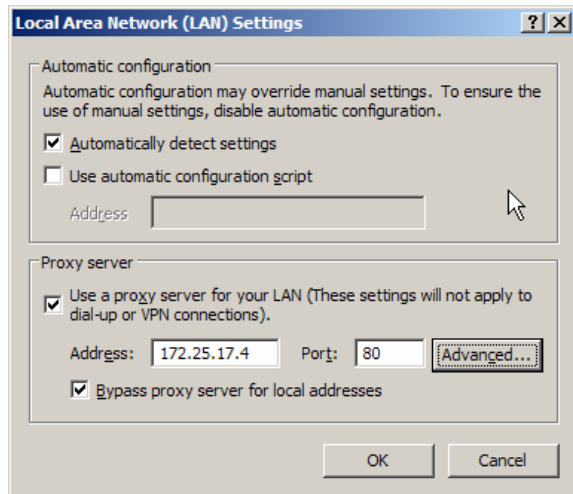 Local Area Network (LAN) Settings
Automatic configuration
Automatic configuration may override manual settings. To ensure the
use of manual settings, disable automatic configuration.
Automatically detect settings
Use automatic configuration script
Address
Proxy server
Use a proxy server for your LAN (These settings will not apply to
dial-up or VPN connections).
Address: 172.25.17.4 Port: 80 Advanced...
Bypass proxy server for local addresses
OK Cancel